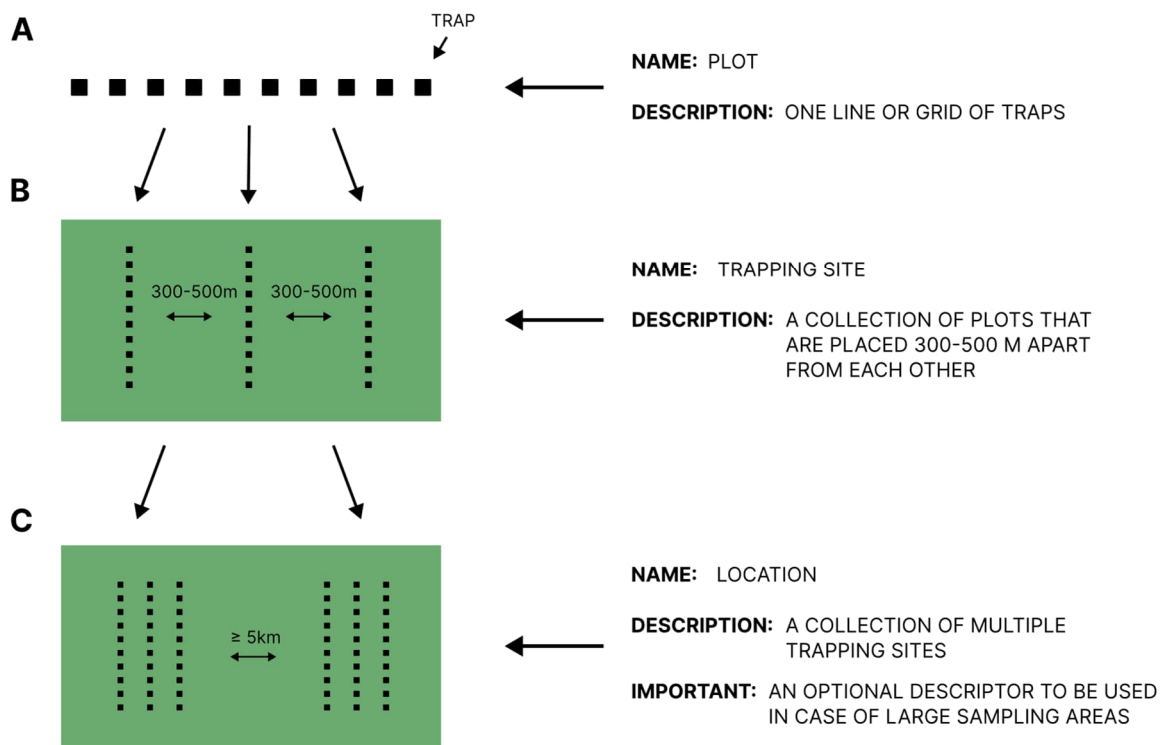 A
TRAP
NAME: PLOT
DESCRIPTION: ONE LINE OR GRID OF TRAPS
B
300-500m 300-500m
NAME: TRAPPING SITE
DESCRIPTION: A COLLECTION OF PLOTS THAT
ARE PLACED 300-500 M APART
FROM EACH OTHER
C
≥ 5km
NAME: LOCATION
DESCRIPTION: A COLLECTION OF MULTIPLE
TRAPPING SITES
IMPORTANT: AN OPTIONAL DESCRIPTOR TO BE USED
IN CASE OF LARGE SAMPLING AREAS